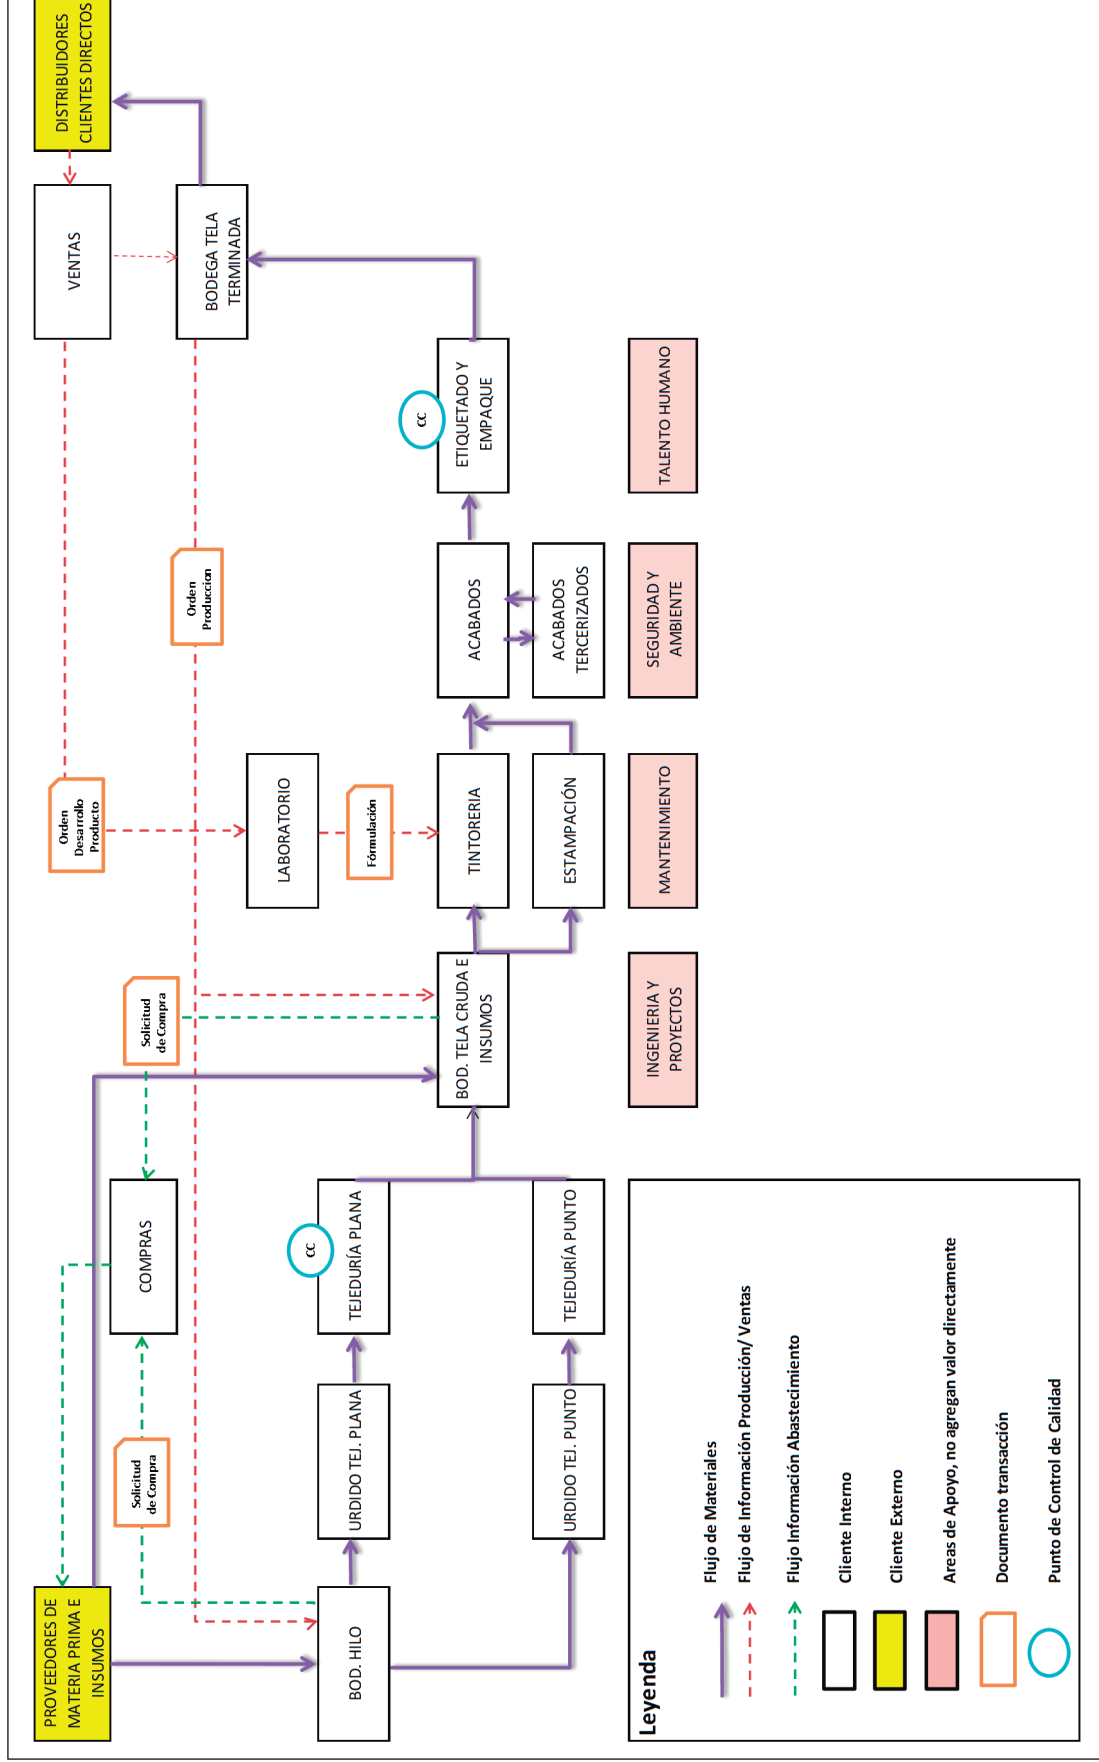 PROVEEDORES DE
MATERIA PRIMA E
INSUMOS
Solicitud
de Compra
COMPRAS
Solicitud
de Compra
Orden
Desarrollo
Producto
Orden
Produccion
VENTAS
DISTRIBUIDORES
CLIENTES DIRECTOS
BODEGA TELA
TERMINADA
LABORATORIO
Fórmulación
BOD. HILO
URDIDO TEJ. PLANA
CC
TEJEDURÍA PLANA
URDIDO TEJ. PUNTO
TEJEDURÍA PUNTO
BOD. TELA CRUDA E
INSUMOS
TINTORERIA
ESTAMPACIÓN
ACABADOS
ACABADOS
TERCERIZADOS
CC
ETIQUETADO Y
EMPAQUE
INGENIERIA Y
PROYECTOS
MANTENIMIENTO
SEGURIDAD Y
AMBIENTE
TALENTO HUMANO
Leyenda
Flujo de Materiales
Flujo de Información Producción/ Ventas
Flujo Información Abastecimiento
Cliente Interno
Cliente Externo
Areas de Apoyo, no agregan valor directamente
Documento transacción
Punto de Control de Calidad